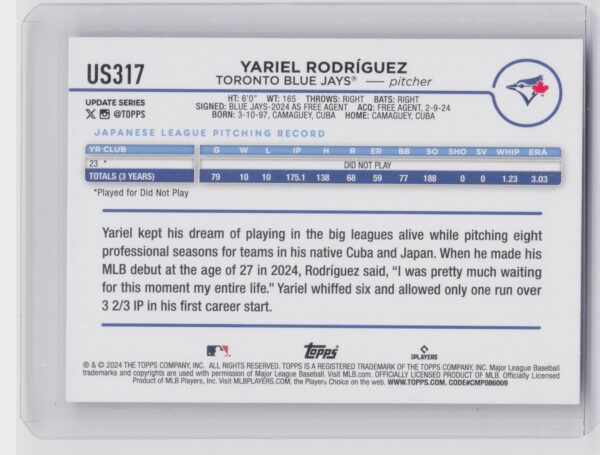 US317
YARIEL RODRÍGUEZ
TORONTO BLUE JAYS® — pitcher
UPDATE SERIES
@TOPPS
HT: 6'0" WT: 165 THROWS: RIGHT BATS: RIGHT
SIGNED: BLUE JAYS-2024 AS FREE AGENT ACQ: FREE AGENT, 2-9-24
BORN: 3-10-97, CAMAGUEY, CUBA HOME: CAMAGUEY, CUBA
JAPANESE LEAGUE PITCHING RECORD
YR CLUB G W L IP H R ER BB SO SHO SV WHIP ERA
23 * DID NOT PLAY
TOTALS (3 YEARS) 79 10 10 175.1 138 68 59 77 188 0 0 1.23 3.03
*Played for Did Not Play
Yariel kept his dream of playing in the big leagues alive while pitching eight
professional seasons for teams in his native Cuba and Japan. When he made his
MLB debut at the age of 27 in 2024, Rodríguez said, “I was pretty much waiting
for this moment my entire life.” Yariel whiffed six and allowed only one run over
3 2/3 IP in his first career start.
Topps
PLAYERS
® & © 2024 THE TOPPS COMPANY, INC. ALL RIGHTS RESERVED. TOPPS IS A REGISTERED TRADEMARK OF THE TOPPS COMPANY, INC. Major League Baseball
trademarks and copyrights are used with permission of Major League Baseball. Visit MLB.com. OFFICIALLY LICENSED PRODUCT OF MLB PLAYERS, INC. Officially Licensed
Product of MLB Players, Inc. Visit MLBPLAYERS.COM, the Players Choice on the web. WWW.TOPPS.COM. CODE#CMP086009